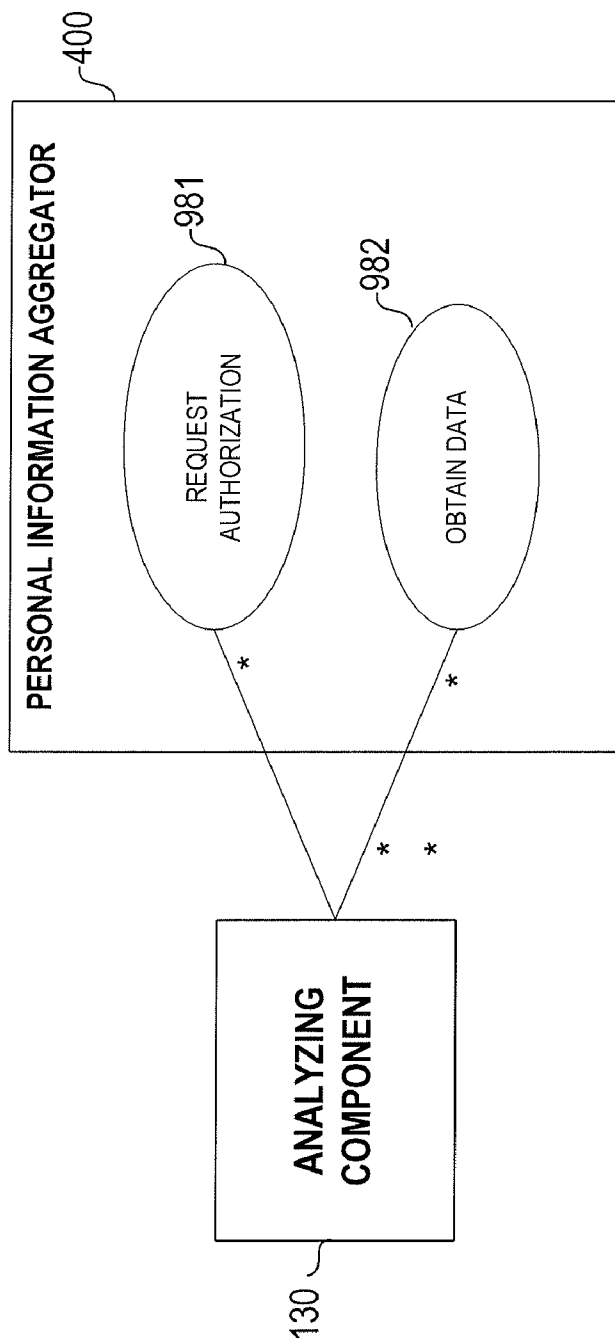 400
PERSONAL INFORMATION AGGREGATOR
981
REQUEST
AUTHORIZATION
982
OBTAIN DATA
*
*
*
*
ANALYZING
COMPONENT
130